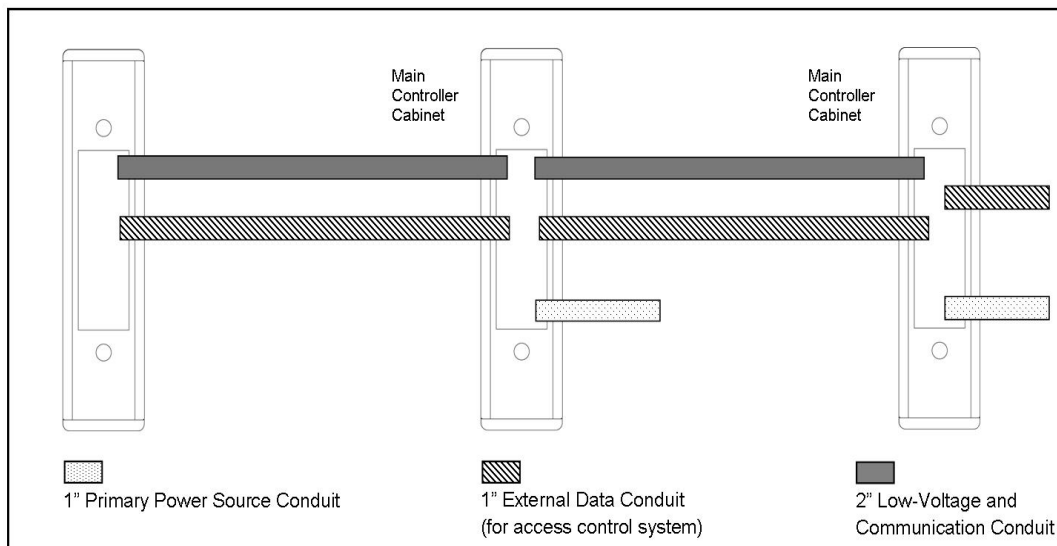 Main
Controller
Cabinet
Main
Controller
Cabinet
1” Primary Power Source Conduit
1” External Data Conduit
(for access control system)
2” Low-Voltage and
Communication Conduit